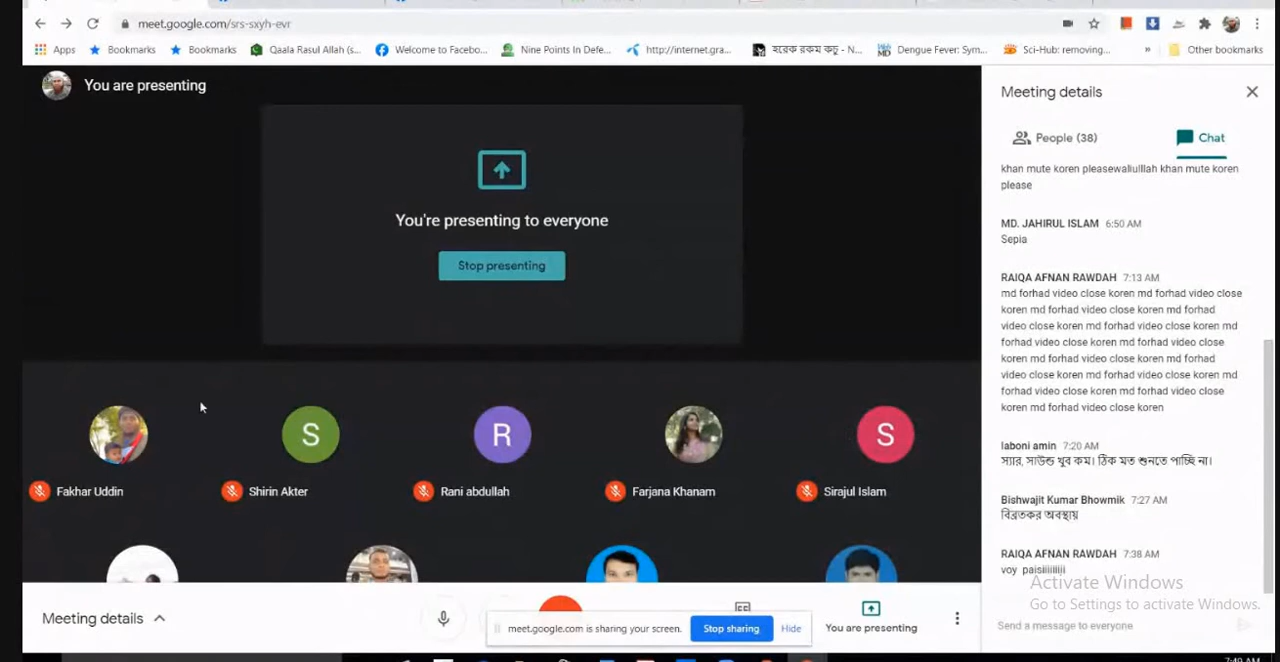 meet.google.com/srs-sxyh-evr
Apps Bookmarks Bookmarks Qaala Rasul Allah (s... Welcome to Facebo... Nine Points In Defe... http://internet.gra... হরেক রকম কচু - N... Dengue Fever: Sym... Sci-Hub: removing... » Other bookmarks
You are presenting
Meeting details
People (38) Chat
khan mute koren pleasewaliulllah khan mute koren
please
MD. JAHIRUL ISLAM 6:50 AM
Sepia
RAIQA AFNAN RAWDAH 7:13 AM
md forhad video close koren md forhad video close
koren md forhad video close koren md forhad
video close koren md forhad video close koren md
forhad video close koren md forhad video close
koren md forhad video close koren md forhad
video close koren md forhad video close koren md
forhad video close koren md forhad video close
koren md forhad video close koren
laboni amin 7:20 AM
স্যার, সাউন্ড খুব কম। ঠিক মত শুনতে পাচ্ছি না।
Bishwajit Kumar Bhowmik 7:27 AM
বিব্রতকর অবস্থায়
RAIQA AFNAN RAWDAH 7:38 AM
voy paisiiiiiiiji
You're presenting to everyone
Stop presenting
Fakhar Uddin Shirin Akter Rani abdullah Farjana Khanam Sirajul Islam
S R S
Activate Windows
Go to Settings to activate Windows.
Send a message to everyone
Meeting details
meet.google.com is sharing your screen. Stop sharing Hide
You are presenting
7:49 AM